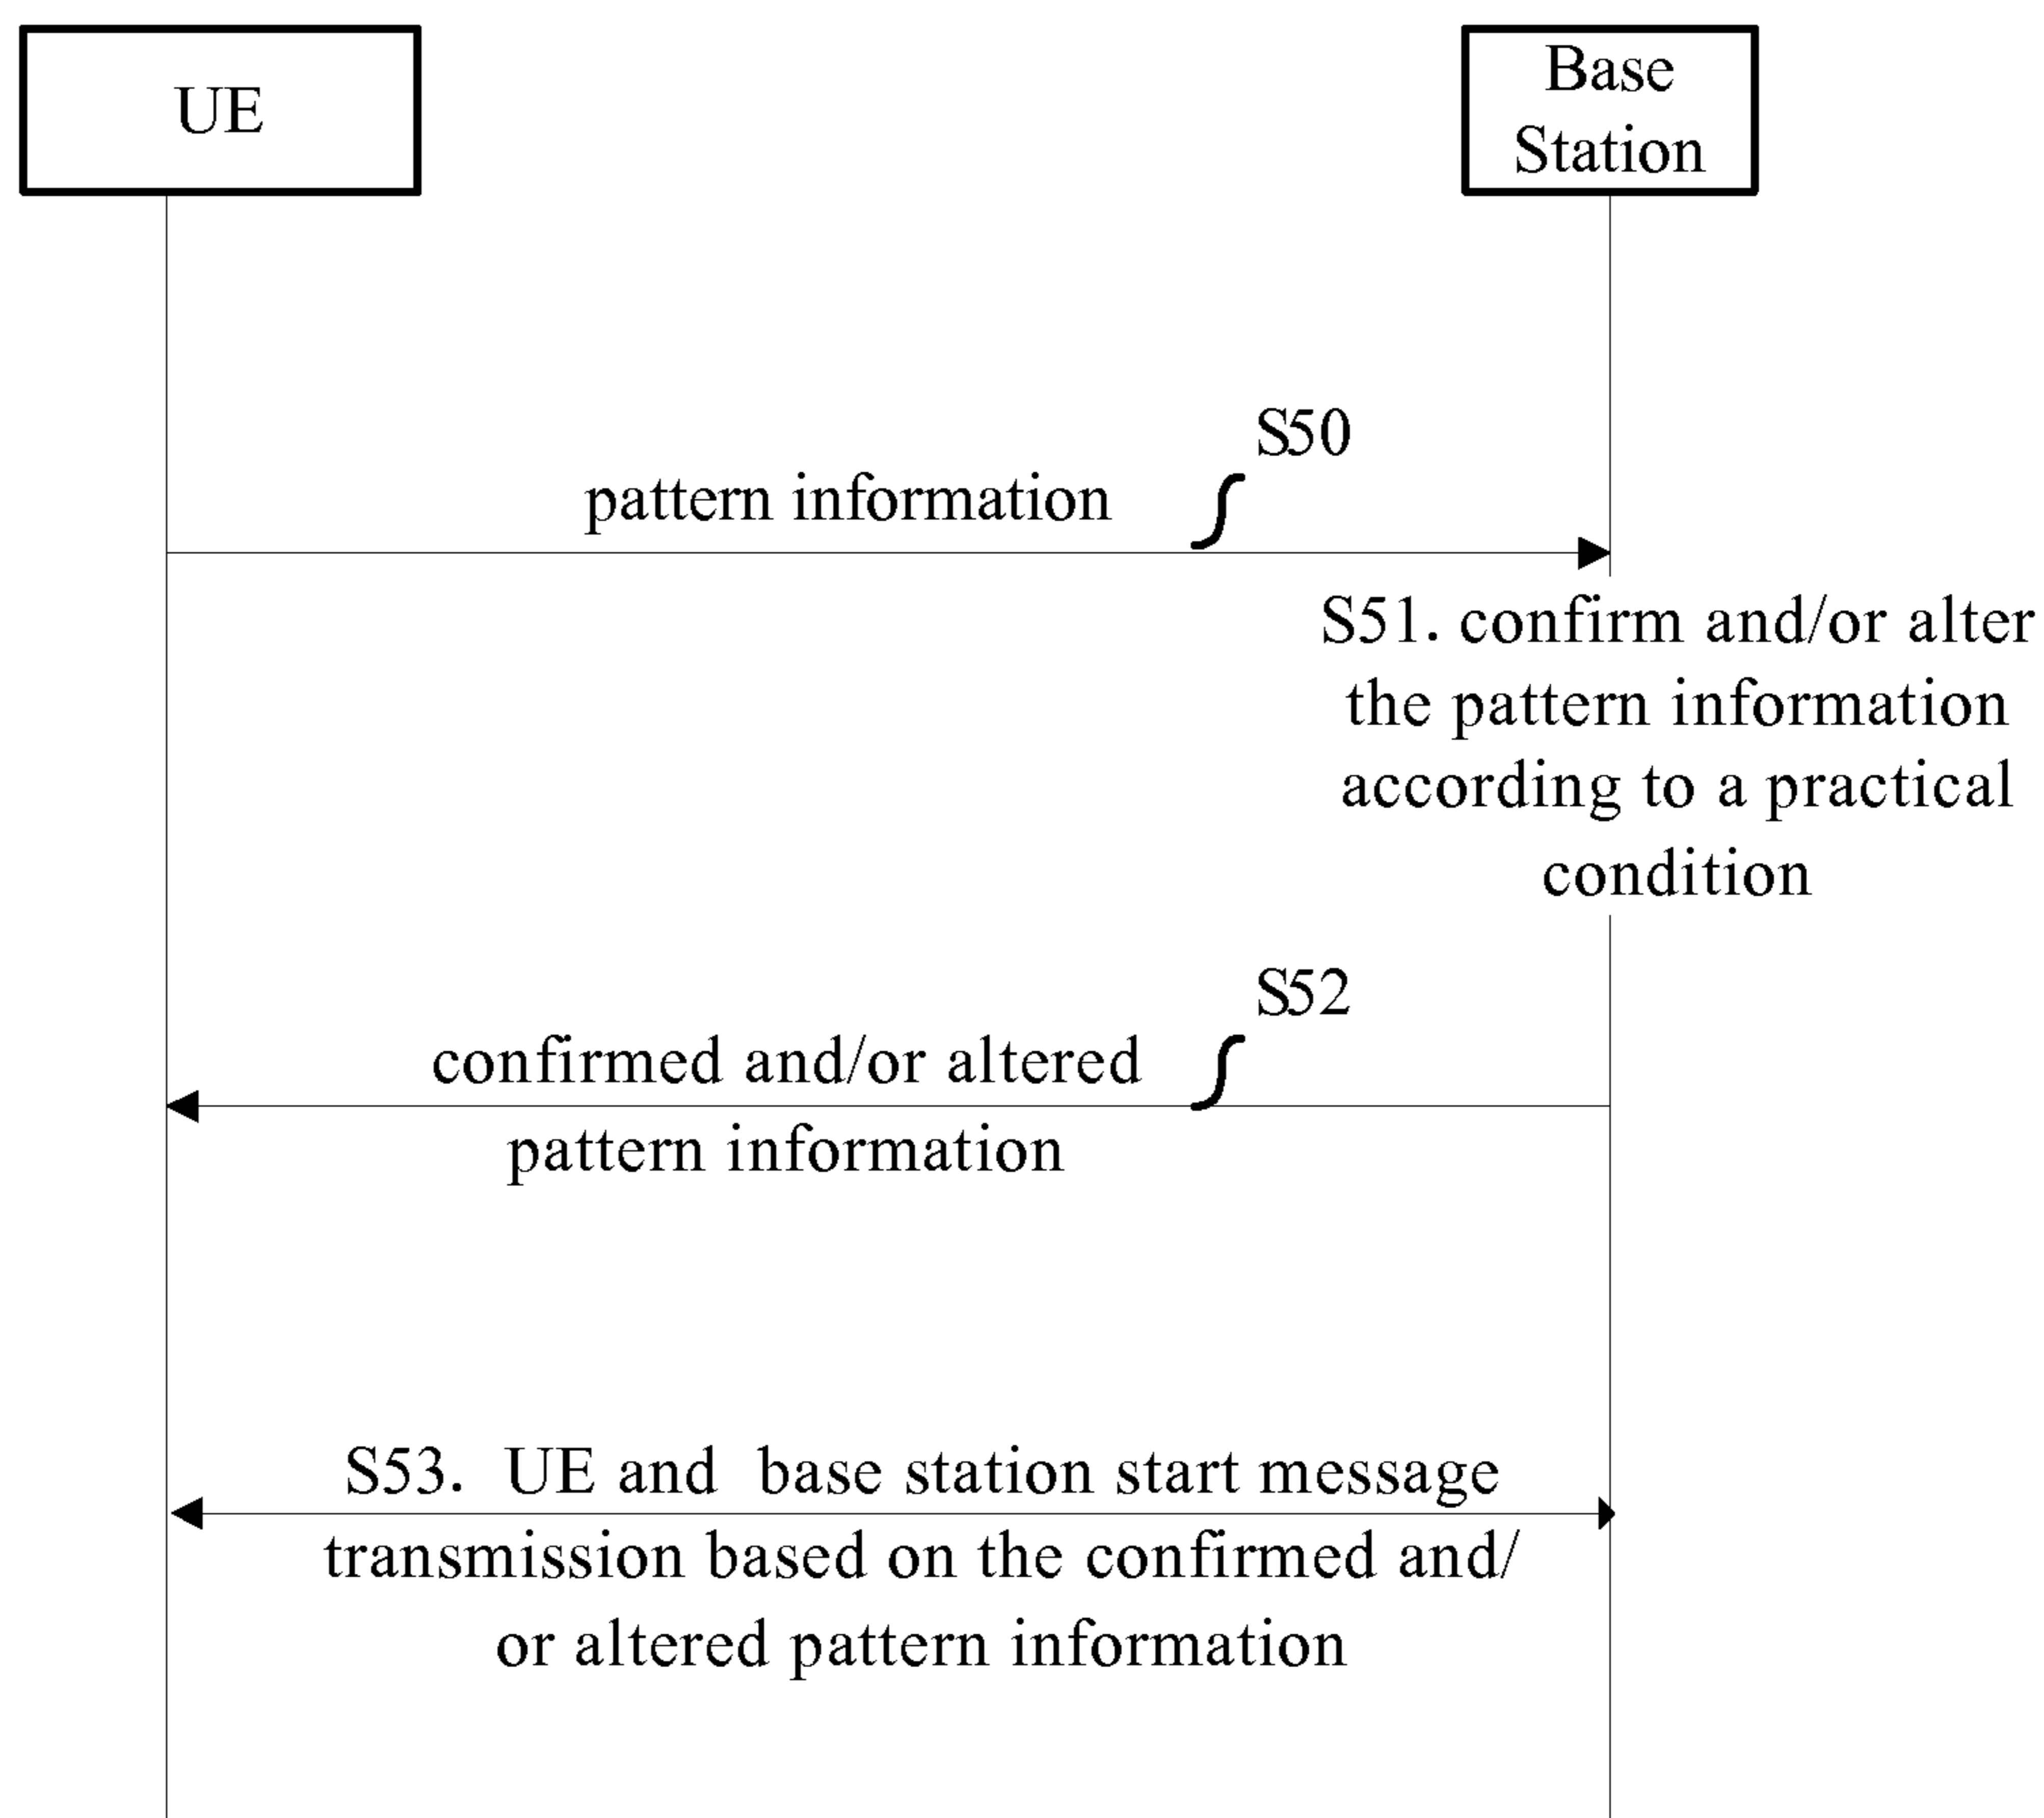 UE
Base
Station
S50
pattern information
S51. confirm and/or alter
the pattern information
according to a practical
condition
S52
confirmed and/or altered
pattern information
S53. UE and base station start message
transmission based on the confirmed and/
or altered pattern information